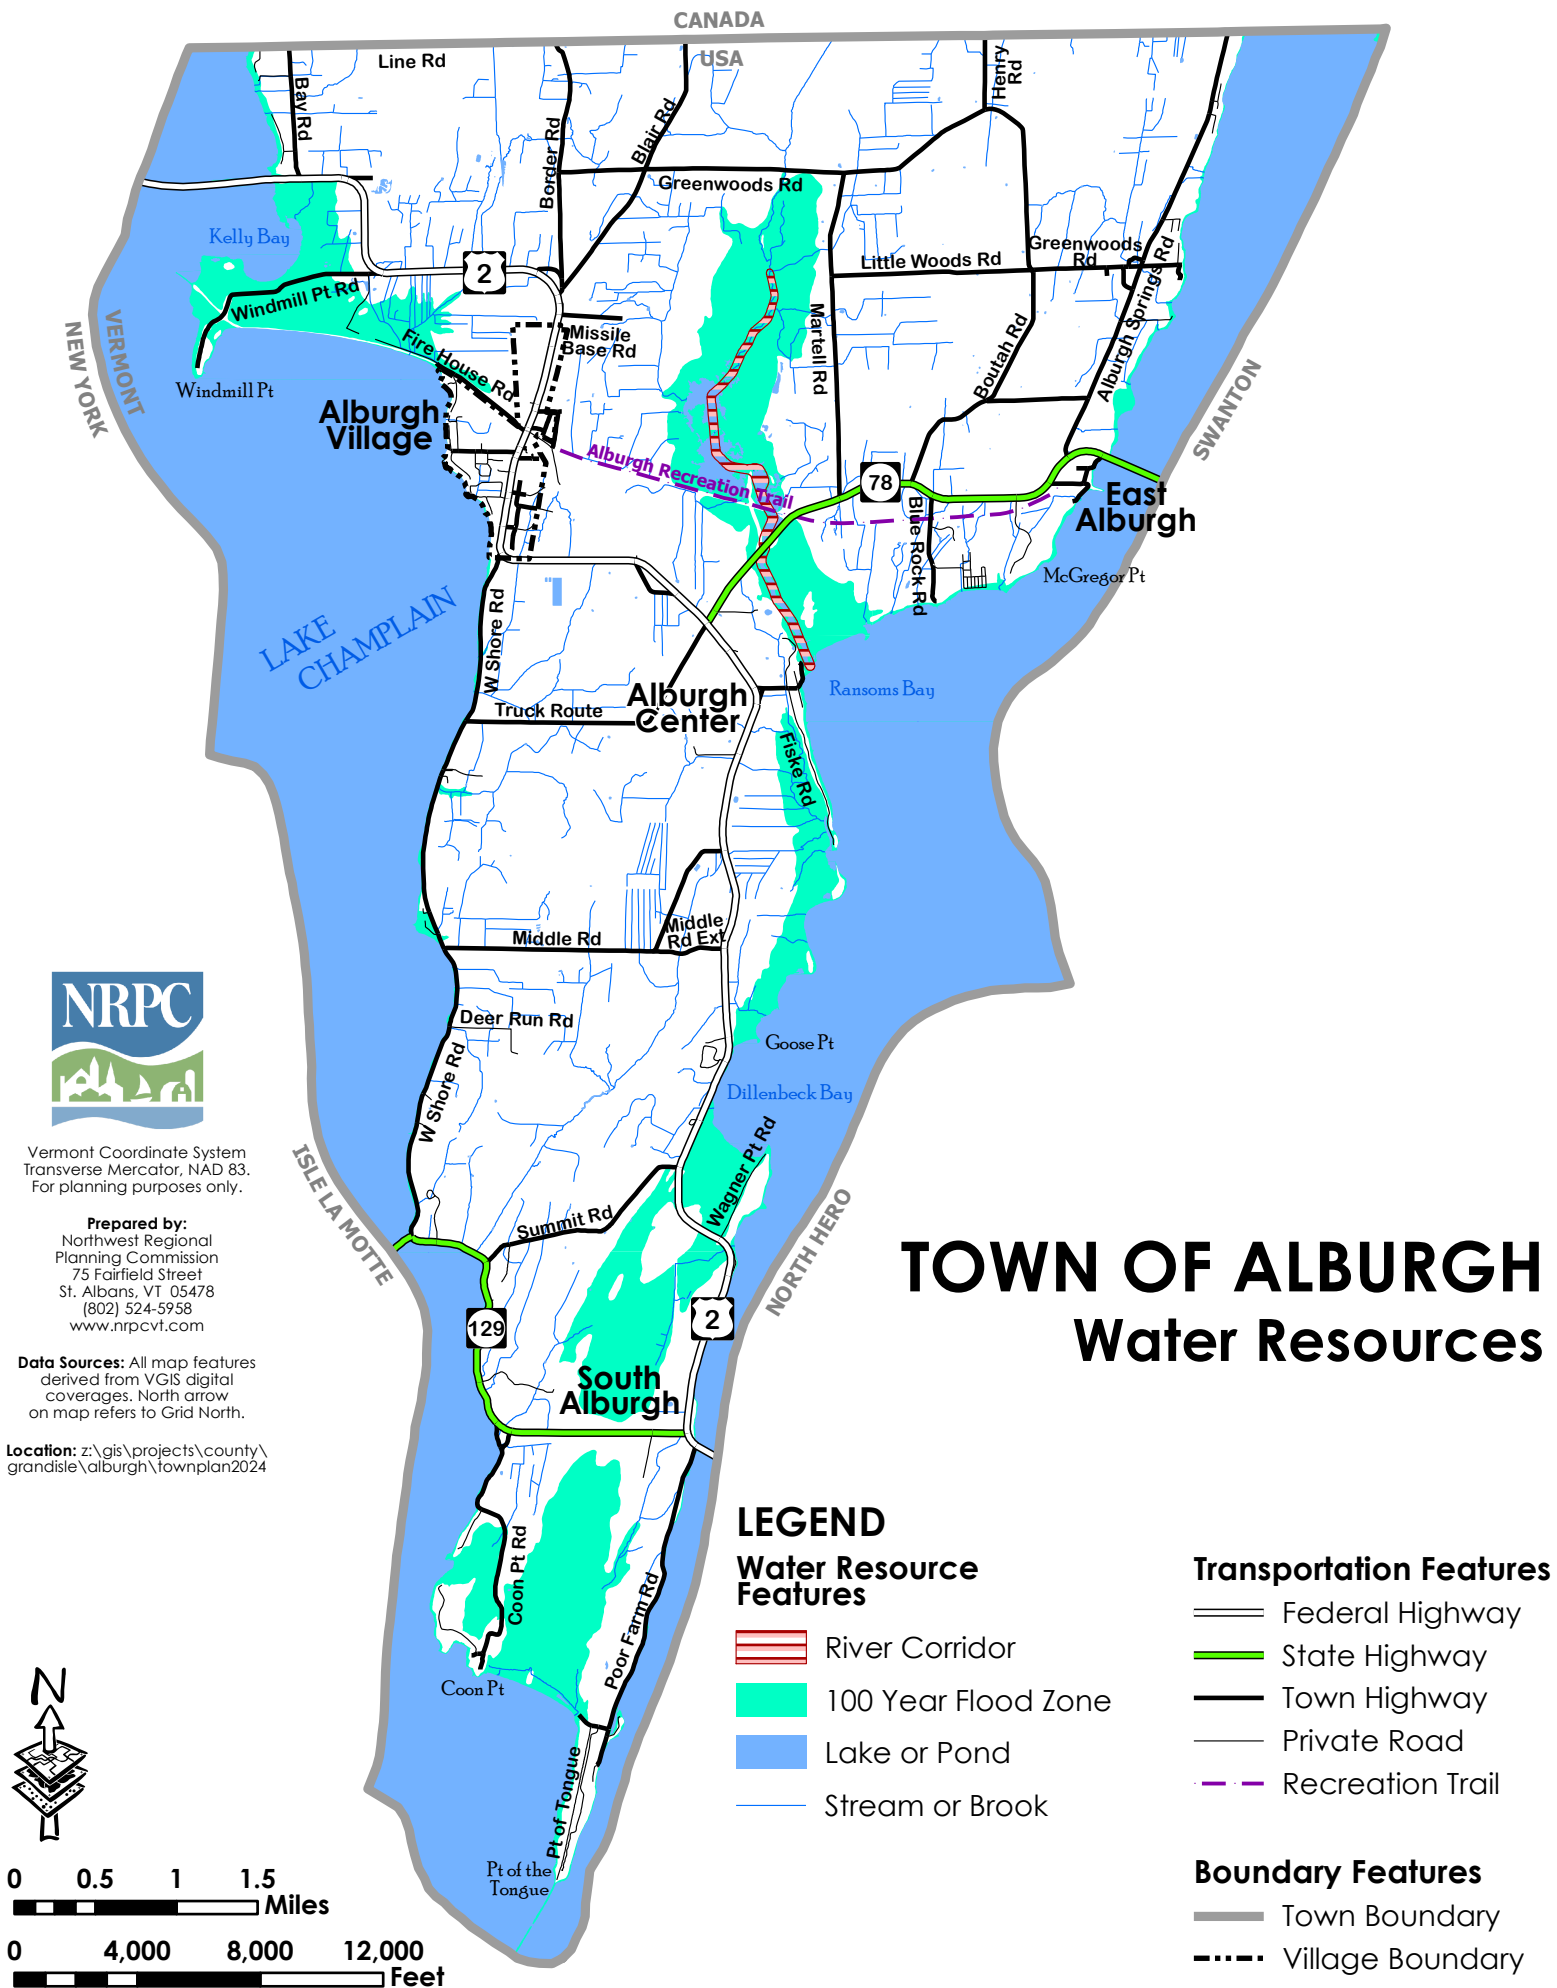 CANADA
USA
Line Rd
Bay Rd
Border Rd
Blair Rd
Henry
Rd
Greenwoods Rd
Kelly Bay
2
Little Woods Rd
Greenwoods
Rd
Windmill Pt Rd
Martell Rd
Alburgh Springs Rd
VERMONT
NEW YORK
Missile
Base Rd
Fire House Rd
Boutah Rd
Windmill Pt
SWANTON
Alburgh
Village
Alburgh Recreation Trail
78
East
Alburgh
Blue Rock Rd
McGregor Pt
LAKE
CHAMPLAIN
W Shore Rd
Ransoms Bay
Alburgh
Center
Truck Route
Fiske Rd
Middle Rd
Middle
Rd Ext
NRPC
Deer Run Rd
Goose Pt
W Shore Rd
Dillenbeck Bay
Wagner Pt Rd
Vermont Coordinate System
Transverse Mercator, NAD 83.
For planning purposes only.
ISLE LA MOTTE
Summit Rd
NORTH HERO
Prepared by:
Northwest Regional
Planning Commission
75 Fairfield Street
St. Albans, VT 05478
(802) 524-5958
www.nrpcvt.com
TOWN OF ALBURGH
Water Resources
129
2
Data Sources: All map features
derived from VGIS digital
coverages. North arrow
on map refers to Grid North.
South
Alburgh
Location: z:\gis\projects\county\
grandisle\alburgh\townplan2024
Coon Pt Rd
Poor Farm Rd
Coon Pt
Pt of Tongue
Pt of the
Tongue
LEGEND
Water Resource
Features
River Corridor
100 Year Flood Zone
Lake or Pond
Stream or Brook
Transportation Features
Federal Highway
State Highway
Town Highway
Private Road
Recreation Trail
Boundary Features
Town Boundary
Village Boundary
N
0 0.5 1 1.5
Miles
0 4,000 8,000 12,000
Feet